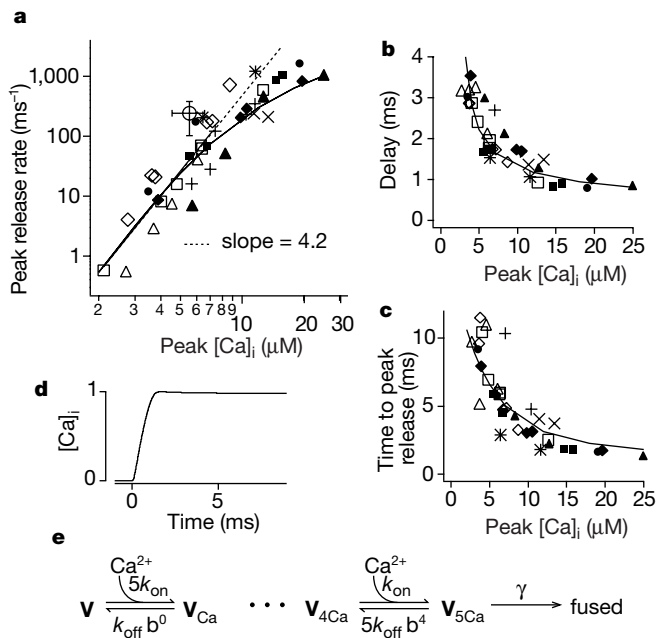 a
Peak release rate (ms⁻¹)
1,000
100
10
1
slope = 4.2
2 3 4 5 6 7 8 9 10 20 30
Peak [Ca]i (μM)
b
Delay (ms)
4
3
2
1
0
0 5 10 15 20 25
Peak [Ca]i (μM)
c
Time to peak
release (ms)
10
5
0
0 5 10 15 20 25
Peak [Ca]i (μM)
d
[Ca]i
1
0
0 5
Time (ms)
e
Ca²⁺ Ca²⁺
5kon kon γ
V VCa • • • V4Ca V5Ca fused
koff b⁰ 5koff b⁴